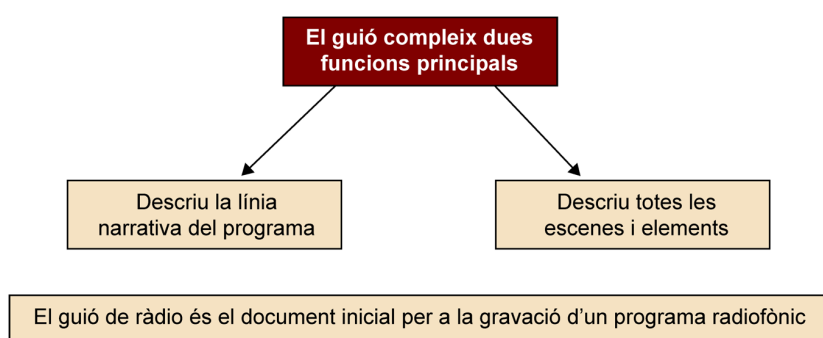 El guió compleix dues
funcions principals
Descriu la línia
narrativa del programa
Descriu totes les
escenes i elements
El guió de ràdio és el document inicial per a la gravació d’un programa radiofònic